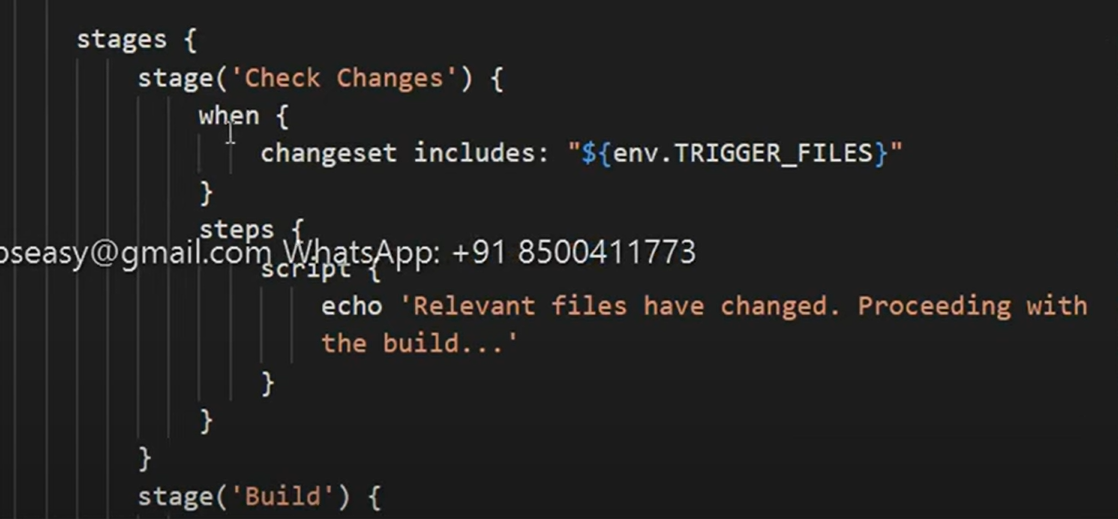 stages {
stage('Check Changes') {
when {
changeset includes: "${env.TRIGGER_FILES}"
}
steps {
pseasy@gmail.com WhatsApp: +91 8500411773
script {
echo 'Relevant files have changed. Proceeding with
the build...'
}
}
}
stage('Build') {